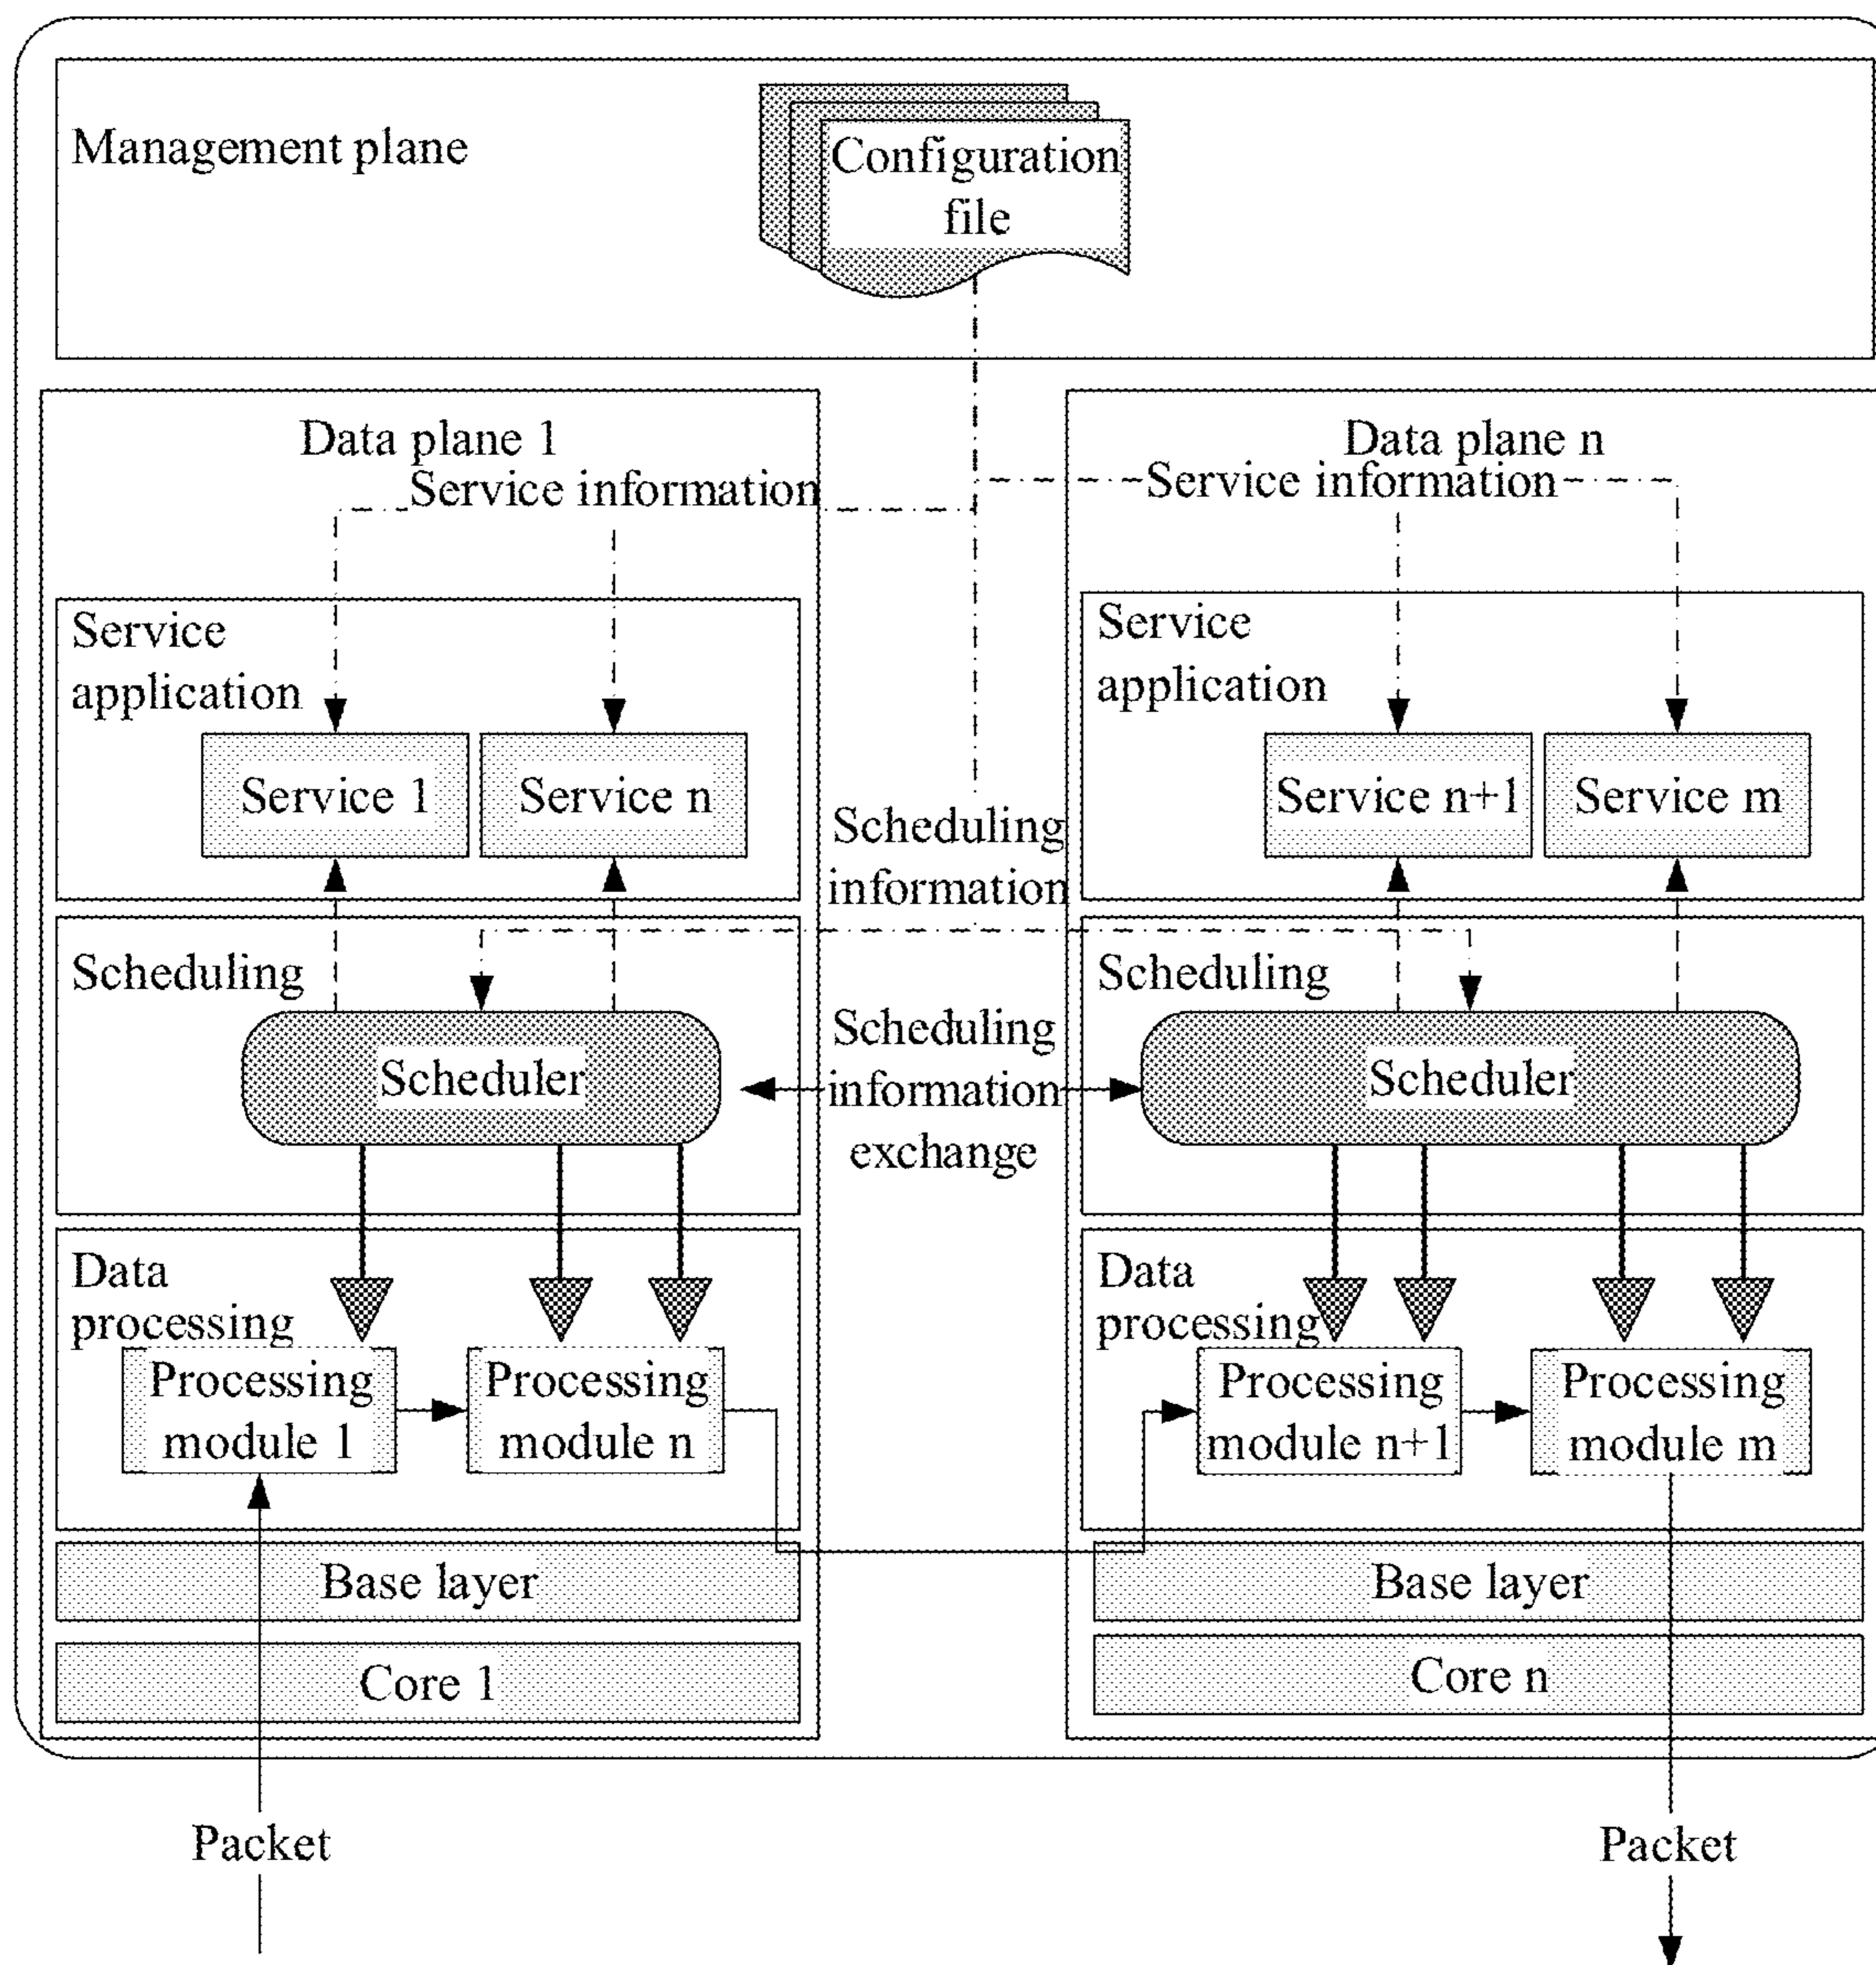 Management plane
Configuration
file
Data plane 1
Data plane n
Service information
Service information
Service
application
Service 1
Service n
Service
application
Service n+1
Service m
Scheduling
information
Scheduling
Scheduler
Scheduling
information
exchange
Scheduling
Scheduler
Data
processing
Processing
module 1
Processing
module n
Data
processing
Processing
module n+1
Processing
module m
Base layer
Base layer
Core 1
Core n
Packet
Packet